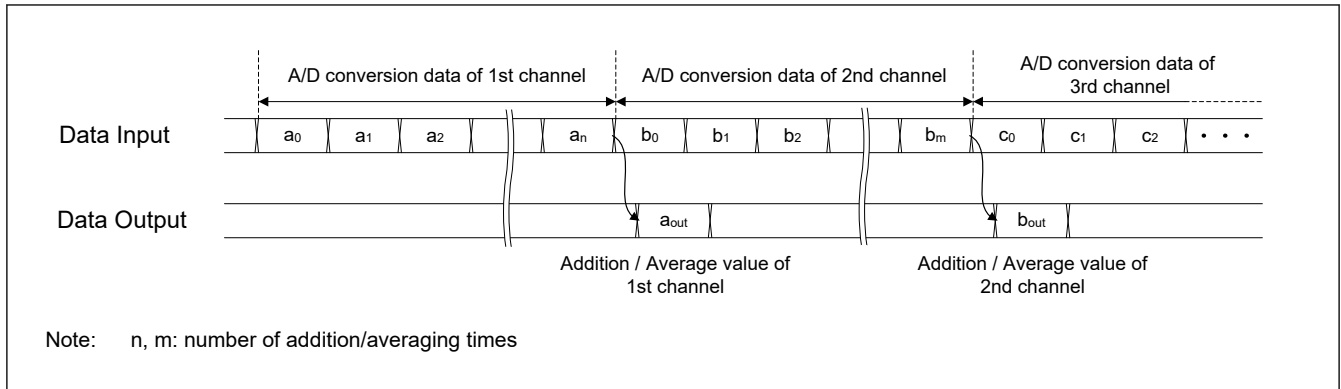 A/D conversion data of 1st channel
A/D conversion data of 2nd channel
A/D conversion data of
3rd channel
Data Input
a0 a1 a2 an b0 b1 b2 bm c0 c1 c2 • • •
Data Output
aout bout
Addition / Average value of
1st channel
Addition / Average value of
2nd channel
Note: n, m: number of addition/averaging times